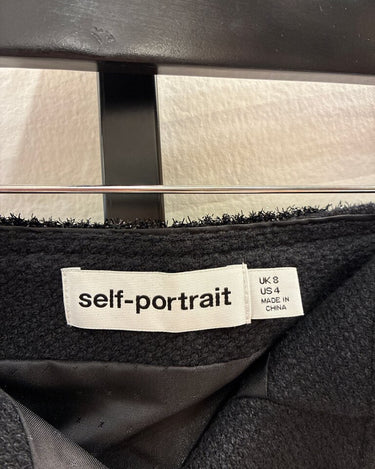 self-portrait
UK 8
US 4
MADE IN
CHINA